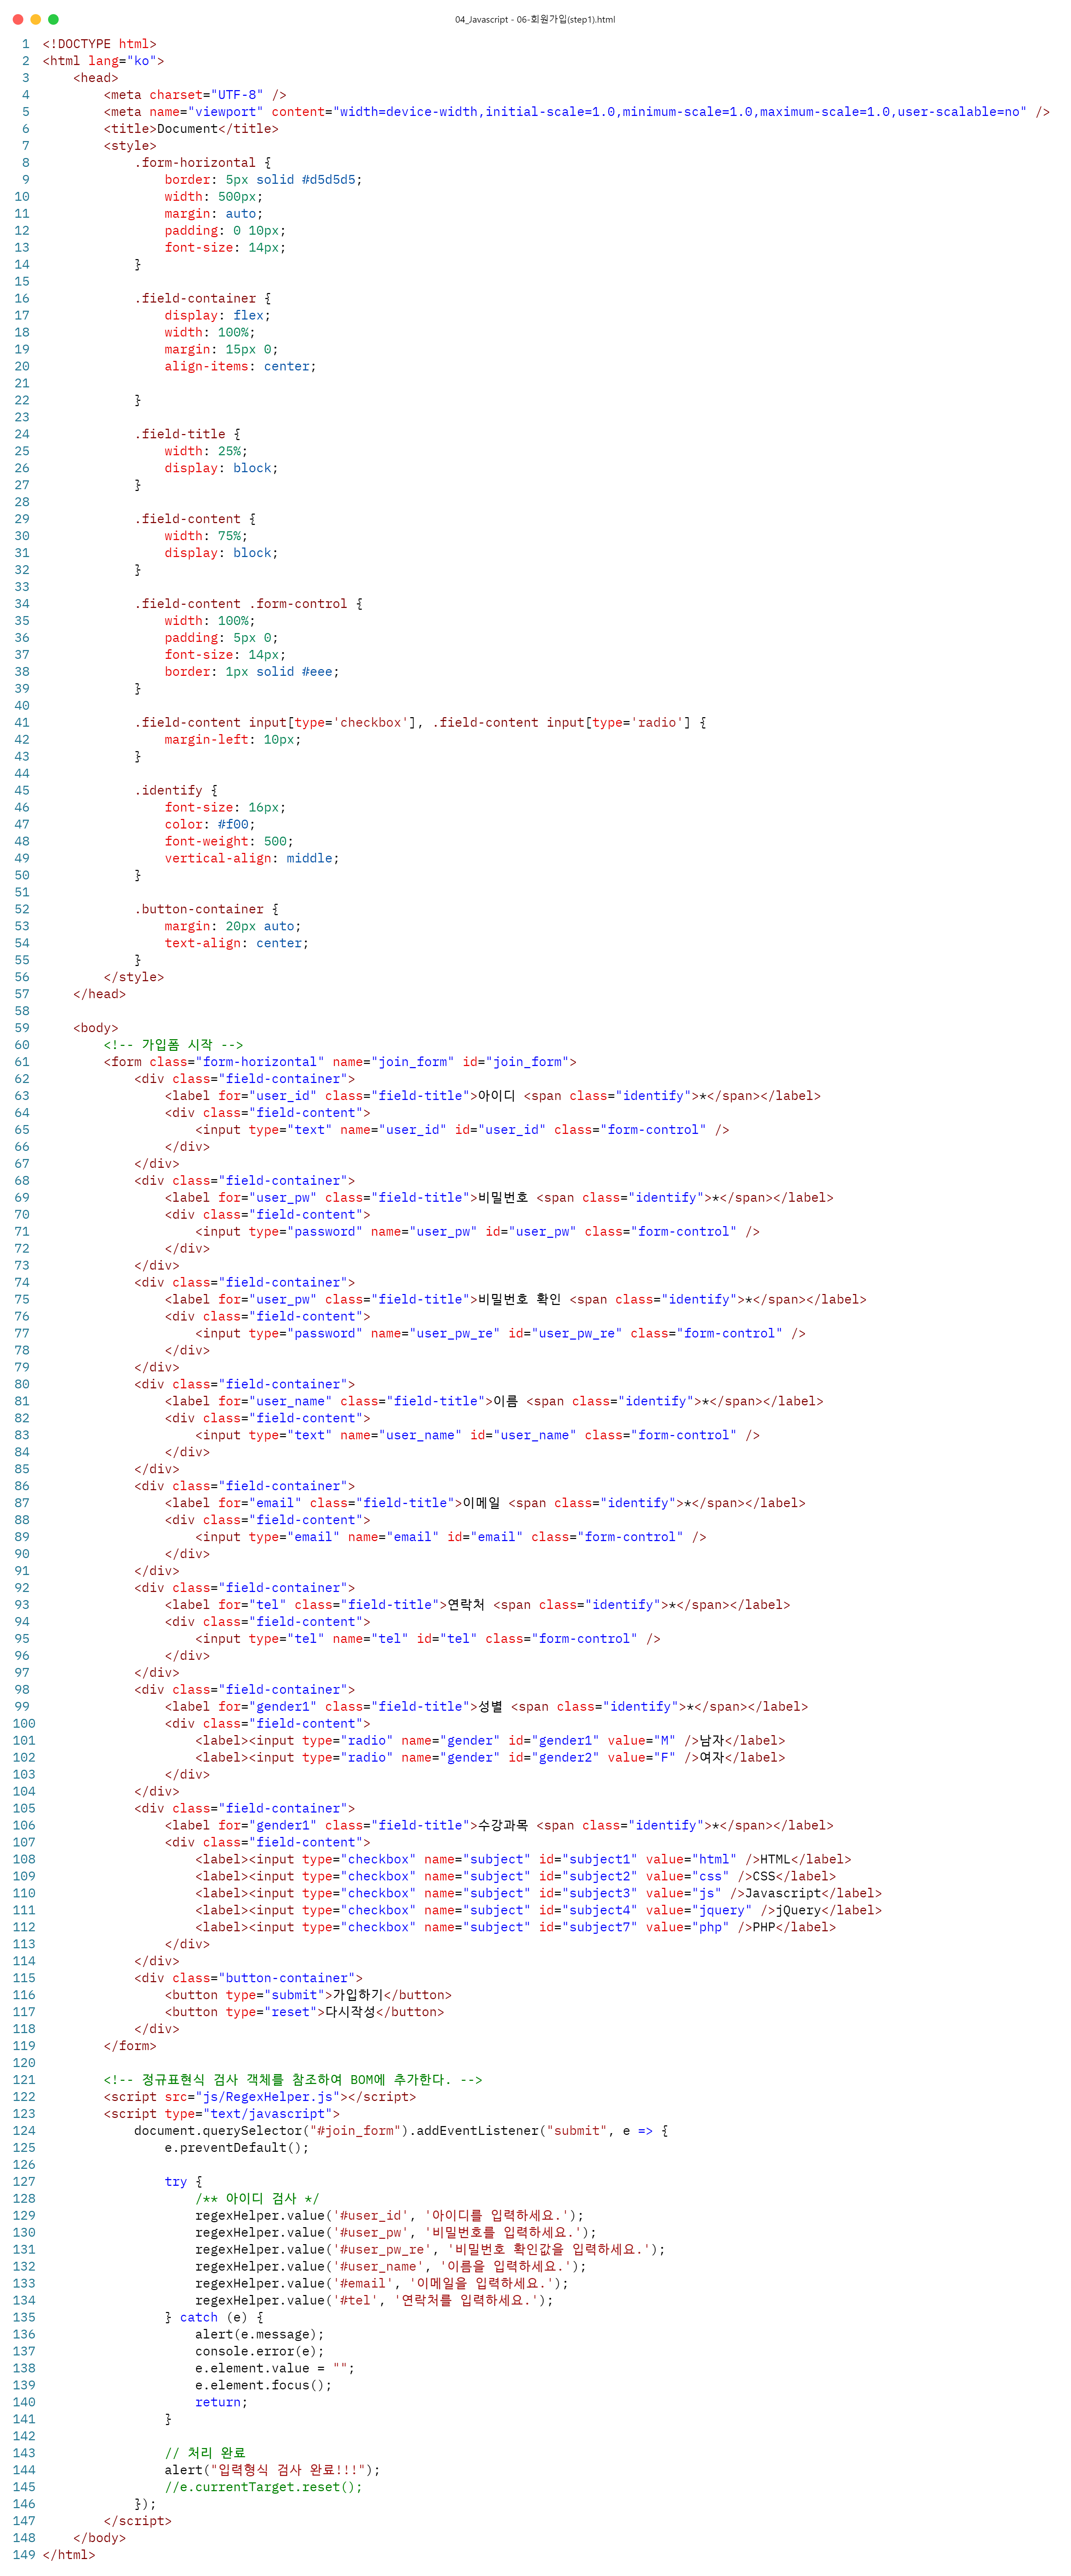 04_Javascript - 06-회원가입(step1).html
1 <!DOCTYPE html>
2 <html lang="ko">
3     <head>
4         <meta charset="UTF-8" />
5         <meta name="viewport" content="width=device-width,initial-scale=1.0,minimum-scale=1.0,maximum-scale=1.0,user-scalable=no" />
6         <title>Document</title>
7         <style>
8             .form-horizontal {
9                 border: 5px solid #d5d5d5;
10                 width: 500px;
11                 margin: auto;
12                 padding: 0 10px;
13                 font-size: 14px;
14             }
15
16             .field-container {
17                 display: flex;
18                 width: 100%;
19                 margin: 15px 0;
20                 align-items: center;
21
22             }
23
24             .field-title {
25                 width: 25%;
26                 display: block;
27             }
28
29             .field-content {
30                 width: 75%;
31                 display: block;
32             }
33
34             .field-content .form-control {
35                 width: 100%;
36                 padding: 5px 0;
37                 font-size: 14px;
38                 border: 1px solid #eee;
39             }
40
41             .field-content input[type='checkbox'], .field-content input[type='radio'] {
42                 margin-left: 10px;
43             }
44
45             .identify {
46                 font-size: 16px;
47                 color: #f00;
48                 font-weight: 500;
49                 vertical-align: middle;
50             }
51
52             .button-container {
53                 margin: 20px auto;
54                 text-align: center;
55             }
56         </style>
57     </head>
58
59     <body>
60         <!-- 가입폼 시작 -->
61         <form class="form-horizontal" name="join_form" id="join_form">
62             <div class="field-container">
63                 <label for="user_id" class="field-title">아이디 <span class="identify">*</span></label>
64                 <div class="field-content">
65                     <input type="text" name="user_id" id="user_id" class="form-control" />
66                 </div>
67             </div>
68             <div class="field-container">
69                 <label for="user_pw" class="field-title">비밀번호 <span class="identify">*</span></label>
70                 <div class="field-content">
71                     <input type="password" name="user_pw" id="user_pw" class="form-control" />
72                 </div>
73             </div>
74             <div class="field-container">
75                 <label for="user_pw" class="field-title">비밀번호 확인 <span class="identify">*</span></label>
76                 <div class="field-content">
77                     <input type="password" name="user_pw_re" id="user_pw_re" class="form-control" />
78                 </div>
79             </div>
80             <div class="field-container">
81                 <label for="user_name" class="field-title">이름 <span class="identify">*</span></label>
82                 <div class="field-content">
83                     <input type="text" name="user_name" id="user_name" class="form-control" />
84                 </div>
85             </div>
86             <div class="field-container">
87                 <label for="email" class="field-title">이메일 <span class="identify">*</span></label>
88                 <div class="field-content">
89                     <input type="email" name="email" id="email" class="form-control" />
90                 </div>
91             </div>
92             <div class="field-container">
93                 <label for="tel" class="field-title">연락처 <span class="identify">*</span></label>
94                 <div class="field-content">
95                     <input type="tel" name="tel" id="tel" class="form-control" />
96                 </div>
97             </div>
98             <div class="field-container">
99                 <label for="gender1" class="field-title">성별 <span class="identify">*</span></label>
100                 <div class="field-content">
101                     <label><input type="radio" name="gender" id="gender1" value="M" />남자</label>
102                     <label><input type="radio" name="gender" id="gender2" value="F" />여자</label>
103                 </div>
104             </div>
105             <div class="field-container">
106                 <label for="gender1" class="field-title">수강과목 <span class="identify">*</span></label>
107                 <div class="field-content">
108                     <label><input type="checkbox" name="subject" id="subject1" value="html" />HTML</label>
109                     <label><input type="checkbox" name="subject" id="subject2" value="css" />CSS</label>
110                     <label><input type="checkbox" name="subject" id="subject3" value="js" />Javascript</label>
111                     <label><input type="checkbox" name="subject" id="subject4" value="jquery" />jQuery</label>
112                     <label><input type="checkbox" name="subject" id="subject7" value="php" />PHP</label>
113                 </div>
114             </div>
115             <div class="button-container">
116                 <button type="submit">가입하기</button>
117                 <button type="reset">다시작성</button>
118             </div>
119         </form>
120
121         <!-- 정규표현식 검사 객체를 참조하여 BOM에 추가한다. -->
122         <script src="js/RegexHelper.js"></script>
123         <script type="text/javascript">
124             document.querySelector("#join_form").addEventListener("submit", e => {
125                 e.preventDefault();
126
127                 try {
128                     /** 아이디 검사 */
129                     regexHelper.value('#user_id', '아이디를 입력하세요.');
130                     regexHelper.value('#user_pw', '비밀번호를 입력하세요.');
131                     regexHelper.value('#user_pw_re', '비밀번호 확인값을 입력하세요.');
132                     regexHelper.value('#user_name', '이름을 입력하세요.');
133                     regexHelper.value('#email', '이메일을 입력하세요.');
134                     regexHelper.value('#tel', '연락처를 입력하세요.');
135                 } catch (e) {
136                     alert(e.message);
137                     console.error(e);
138                     e.element.value = "";
139                     e.element.focus();
140                     return;
141                 }
142
143                 // 처리 완료
144                 alert("입력형식 검사 완료!!!");
145                 //e.currentTarget.reset();
146             });
147         </script>
148     </body>
149 </html>